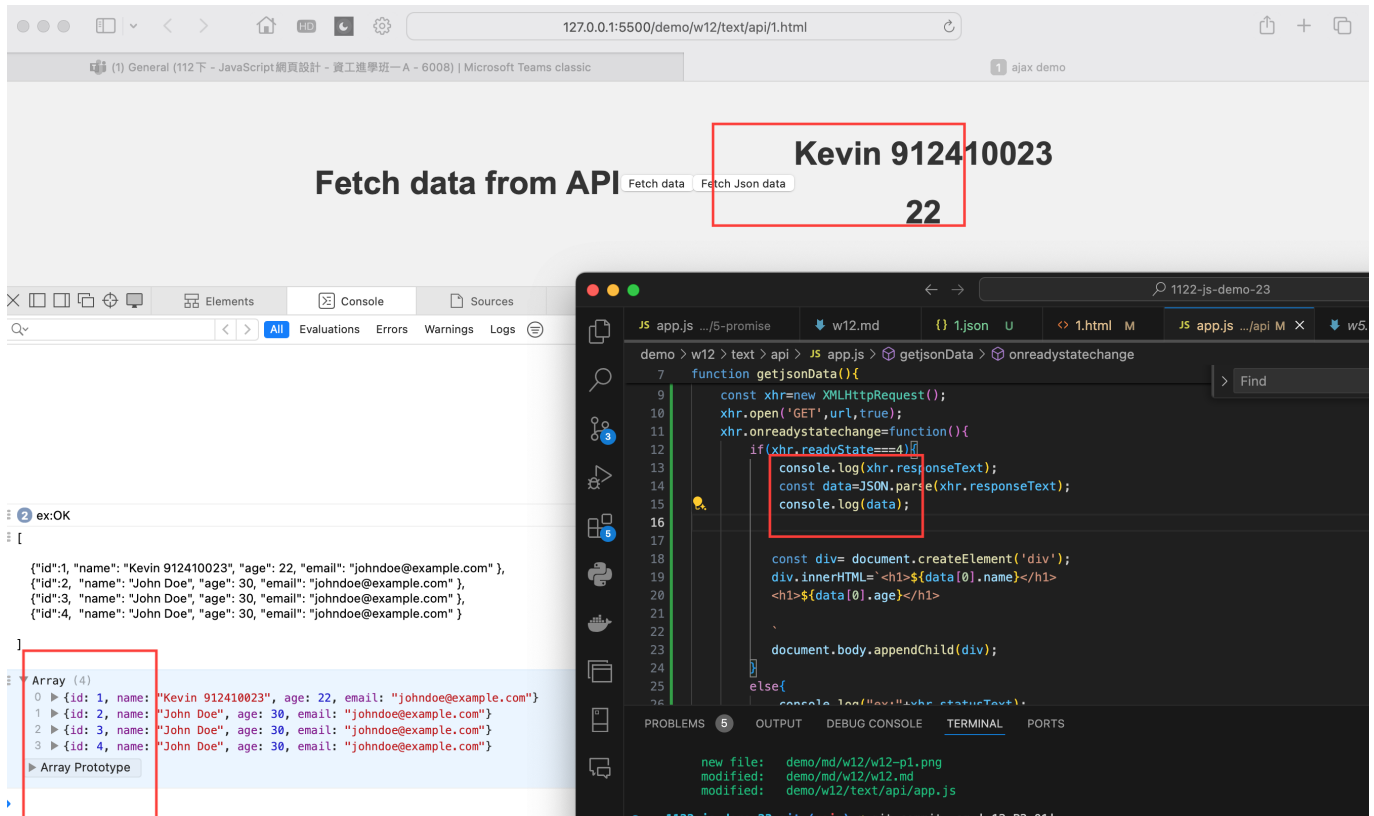 HD
127.0.0.1:5500/demo/w12/text/api/1.html
(1) General (112下 - JavaScript網頁設計 - 資工進學班一A - 6008) | Microsoft Teams classic
1 ajax demo
Fetch data from API
Fetch data
Fetch Json data
Kevin 912410023
22
Elements
Console
Sources
All
Evaluations
Errors
Warnings
Logs
2 ex:OK
[
{"id":1, "name": "Kevin 912410023", "age": 22, "email": "johndoe@example.com" },
{"id":2, "name": "John Doe", "age": 30, "email": "johndoe@example.com" },
{"id":3, "name": "John Doe", "age": 30, "email": "johndoe@example.com" },
{"id":4, "name": "John Doe", "age": 30, "email": "johndoe@example.com" }
]
Array (4)
0 {id: 1, name: "Kevin 912410023", age: 22, email: "johndoe@example.com"}
1 {id: 2, name: "John Doe", age: 30, email: "johndoe@example.com"}
2 {id: 3, name: "John Doe", age: 30, email: "johndoe@example.com"}
3 {id: 4, name: "John Doe", age: 30, email: "johndoe@example.com"}
Array Prototype
1122-js-demo-23
JS app.js .../5-promise
w12.md
{} 1.json U
<> 1.html M
JS app.js .../api M
w5.
demo > w12 > text > api > JS app.js > getjsonData > onreadystatechange
Find
3
5
7 function getjsonData(){
9 const xhr=new XMLHttpRequest();
10 xhr.open('GET',url,true);
11 xhr.onreadystatechange=function(){
12 if(xhr.readyState===4){
13 console.log(xhr.responseText);
14 const data=JSON.parse(xhr.responseText);
15 console.log(data);
16
17
18 const div= document.createElement('div');
19 div.innerHTML=`<h1>${data[0].name}</h1>
20 <h1>${data[0].age}</h1>
21
22 `
23 document.body.appendChild(div);
24 }
25 else{
26 console.log("ex:"+xhr.statusText);
PROBLEMS 5
OUTPUT
DEBUG CONSOLE
TERMINAL
PORTS
new file: demo/md/w12/w12-p1.png
modified: demo/md/w12/w12.md
modified: demo/w12/text/api/app.js